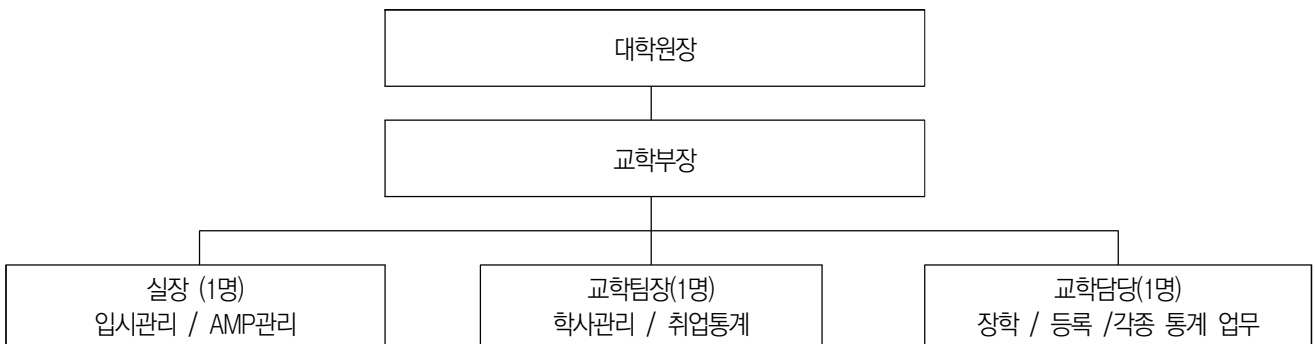 대학원장
교학부장
실장 (1명)
입시관리 / AMP관리
교학팀장(1명)
학사관리 / 취업통계
교학담당(1명)
장학 / 등록 /각종 통계 업무